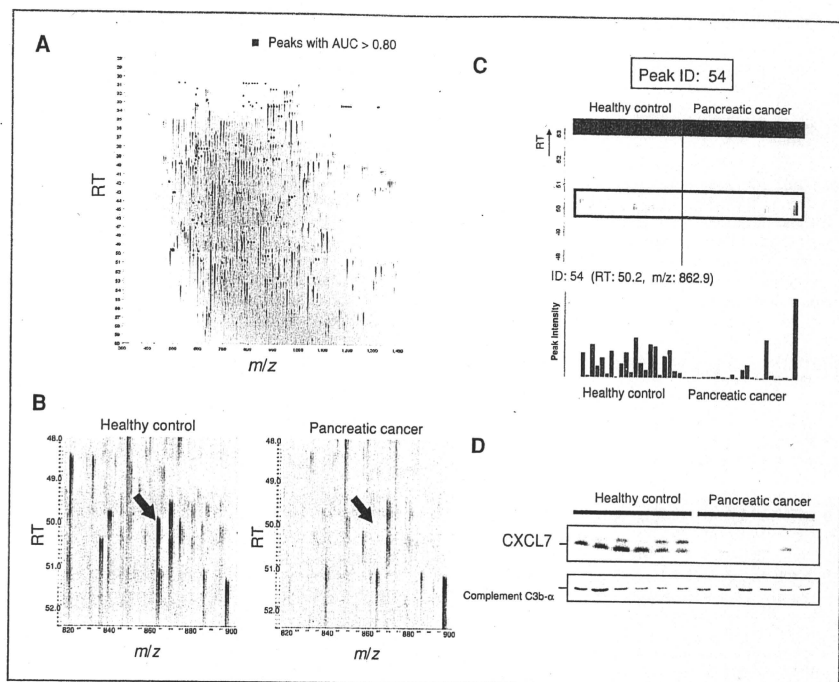 A
■ Peaks with AUC > 0.80
RT
m/z
B
Healthy control
Pancreatic cancer
48.0
49.0
50.0
51.0
52.0
RT
820 840 860 880 900
m/z
48.0
49.0
50.0
51.0
52.0
RT
820 840 860 880 900
m/z
C
Peak ID: 54
Healthy control
Pancreatic cancer
RT
ID: 54 (RT: 50.2, m/z: 862.9)
Peak Intensity
Healthy control
Pancreatic cancer
D
Healthy control
Pancreatic cancer
CXCL7
Complement C3b-α